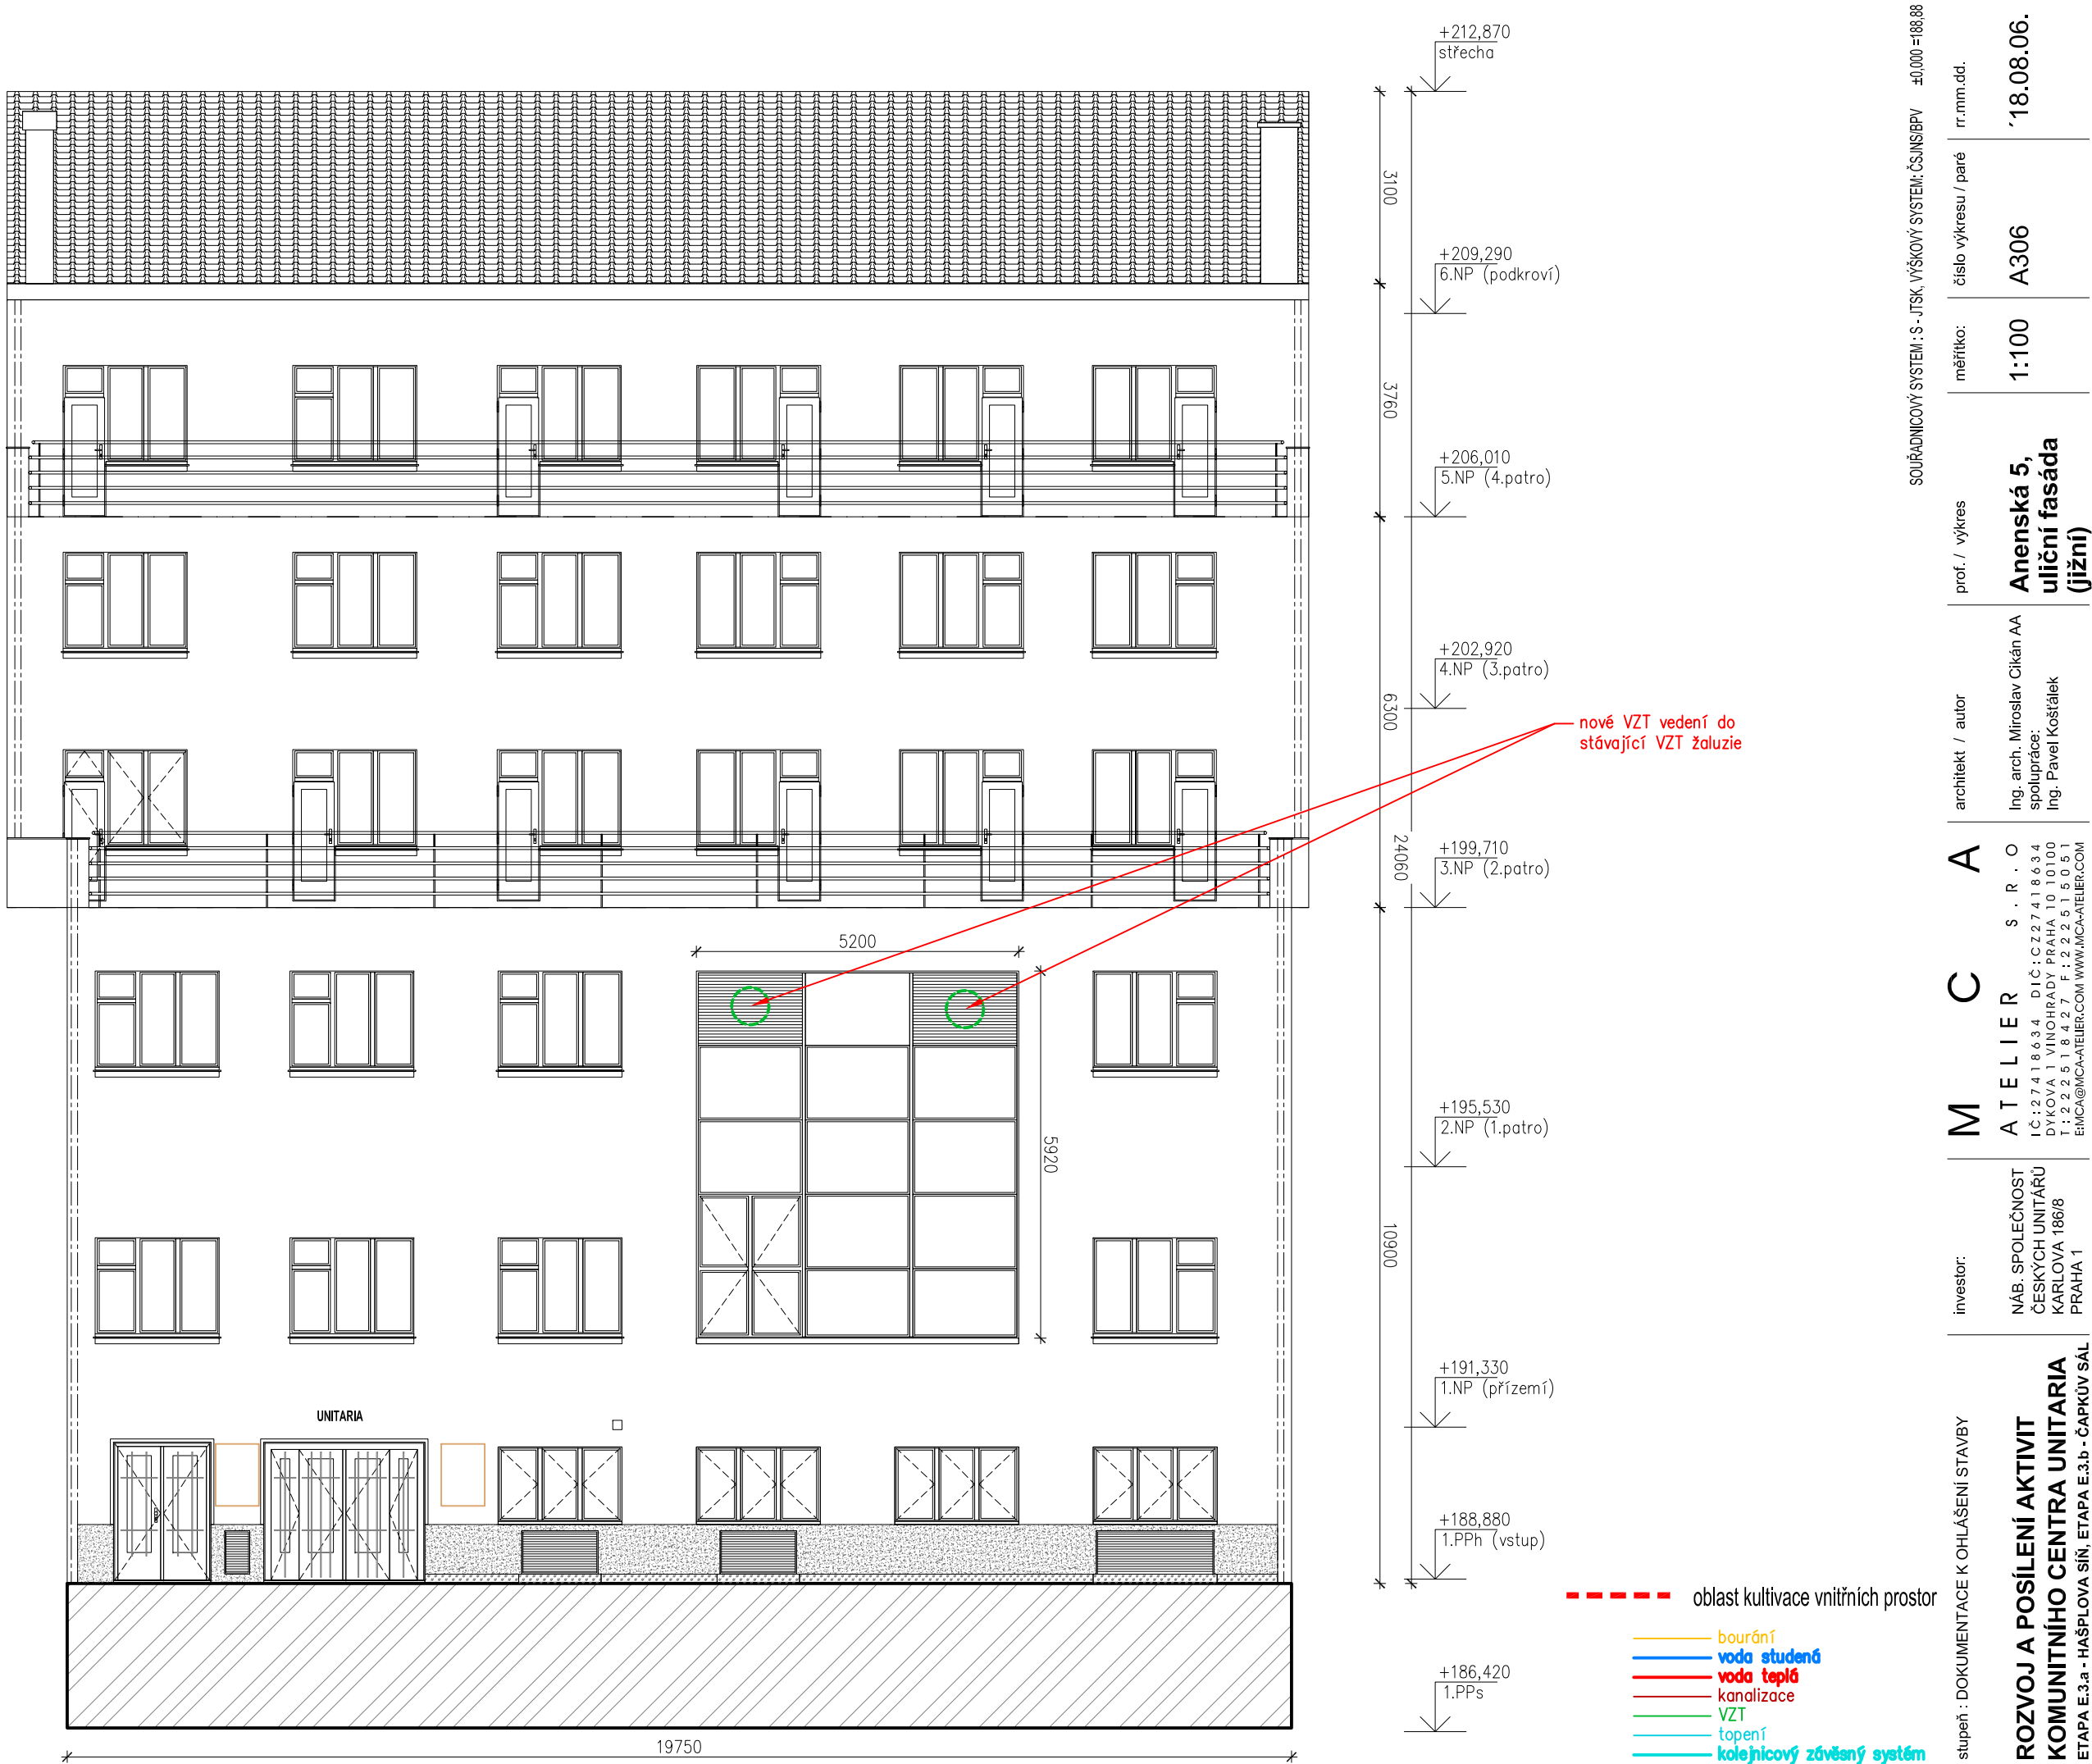 +212,870
střecha
3100
+209,290
6.NP (podkroví)
3760
+206,010
5.NP (4.patro)
+202,920
4.NP (3.patro)
6300
nové VZT vedení do
stávající VZT žaluzie
24060
+199,710
3.NP (2.patro)
5200
5920
+195,530
2.NP (1.patro)
10900
+191,330
1.NP (přízemí)
UNITARIA
+188,880
1.PPh (vstup)
+186,420
1.PPs
19750
oblast kultivace vnitřních prostor
bourání
voda studená
voda teplá
kanalizace
VZT
topení
kolejnicový závěsný systém
SOUŘADNICOVÝ SYSTEM : S - JTSK, VÝŠKOVÝ SYSTEM: ČSJNS/BPV ±0,000 =188,88
stupeň : DOKUMENTACE K OHLÁŠENÍ STAVBY
ROZVOJ A POSÍLENÍ AKTIVIT
KOMUNITNÍHO CENTRA UNITARIA
ETAPA E.3.a - HAŠPLOVA SÍŇ, ETAPA E.3.b - ČAPKŮV SÁL
investor:
NÁB. SPOLEČNOST
ČESKÝCH UNITÁŘŮ
KARLOVA 186/8
PRAHA 1
M C A
ATELIER S.R.O
IČ:27418634 DIČ:CZ27418634
DYKOVA 1 VINOHRADY PRAHA 10 10100
T:222518427 F:222515051
E:MCA@MCA-ATELIER.COM WWW.MCA-ATELIER.COM
architekt / autor
Ing. arch. Miroslav Cikán AA
spolupráce:
Ing. Pavel Košťálek
prof. / výkres
Anenská 5,
uliční fasáda
(jižní)
měřítko:
1:100
číslo výkresu / paré
A306
rr.mm.dd.
´18.08.06.